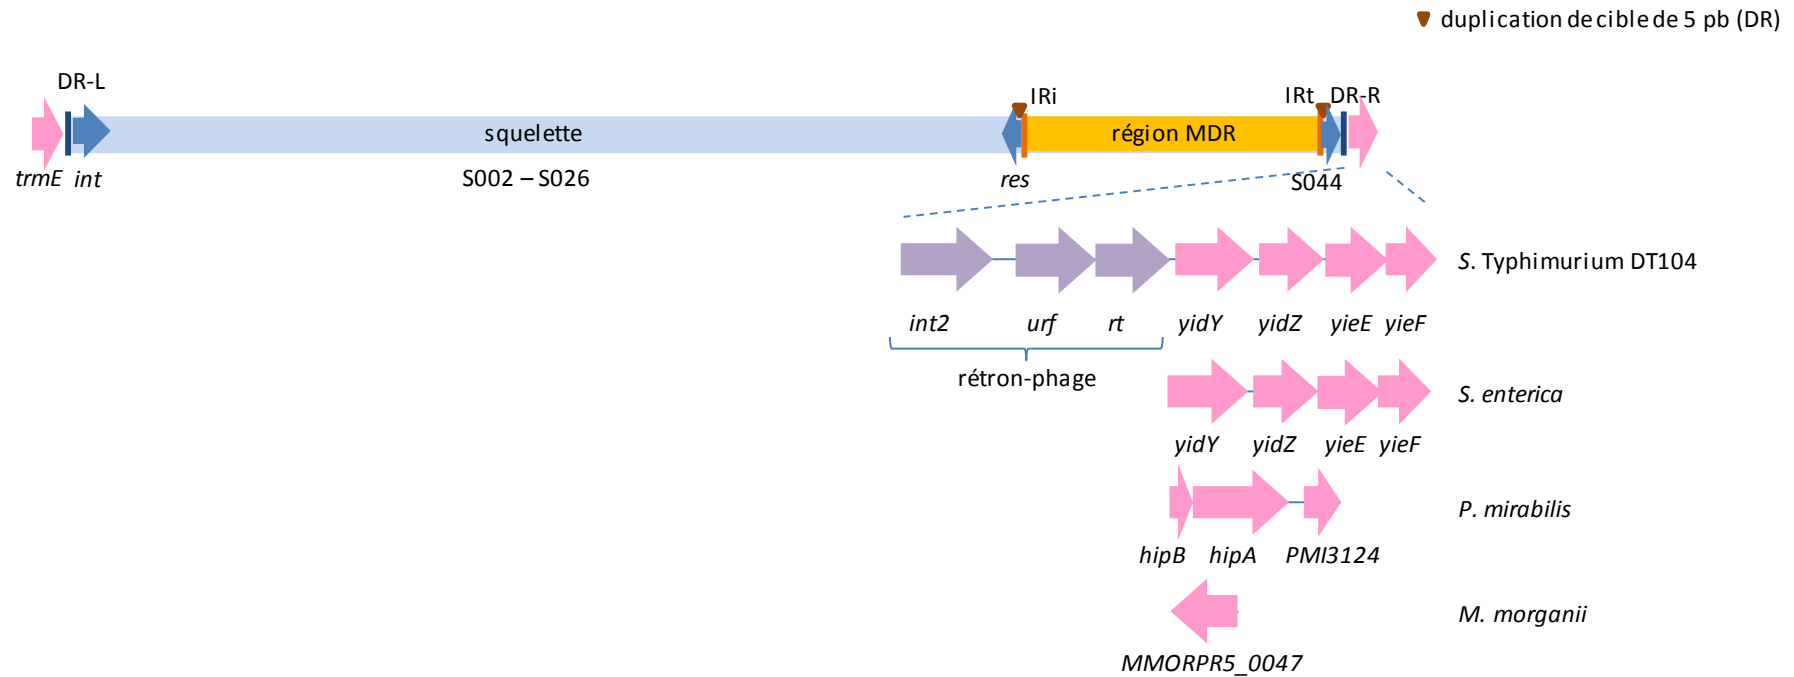 duplication de cible de 5 pb (DR)
DR-L
IRi
IRt
DR-R
squelette
région MDR
trmE
int
S002 – S026
res
S044
S. Typhimurium DT104
int2
urf
rt
yidY
yidZ
yieE
yieF
rétron-phage
S. enterica
yidY
yidZ
yieE
yieF
P. mirabilis
hipB
hipA
PMI3124
M. morganii
MMORPR5_0047